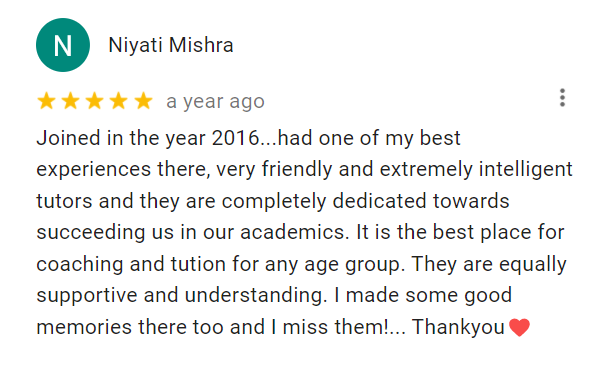 N
Niyati Mishra
a year ago
Joined in the year 2016...had one of my best
experiences there, very friendly and extremely intelligent
tutors and they are completely dedicated towards
succeeding us in our academics. It is the best place for
coaching and tution for any age group. They are equally
supportive and understanding. I made some good
memories there too and I miss them!... Thankyou❤️